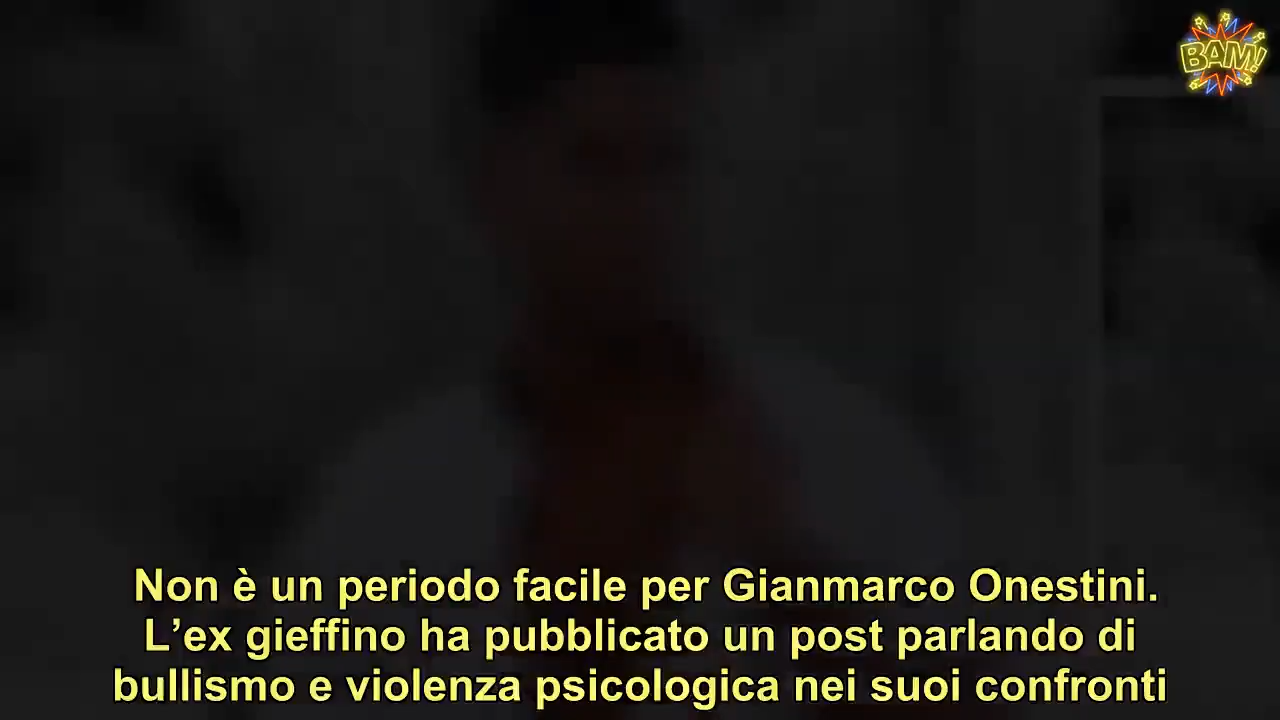 BAM!
Non è un periodo facile per Gianmarco Onestini.
L’ex gieffino ha pubblicato un post parlando di
bullismo e violenza psicologica nei suoi confronti